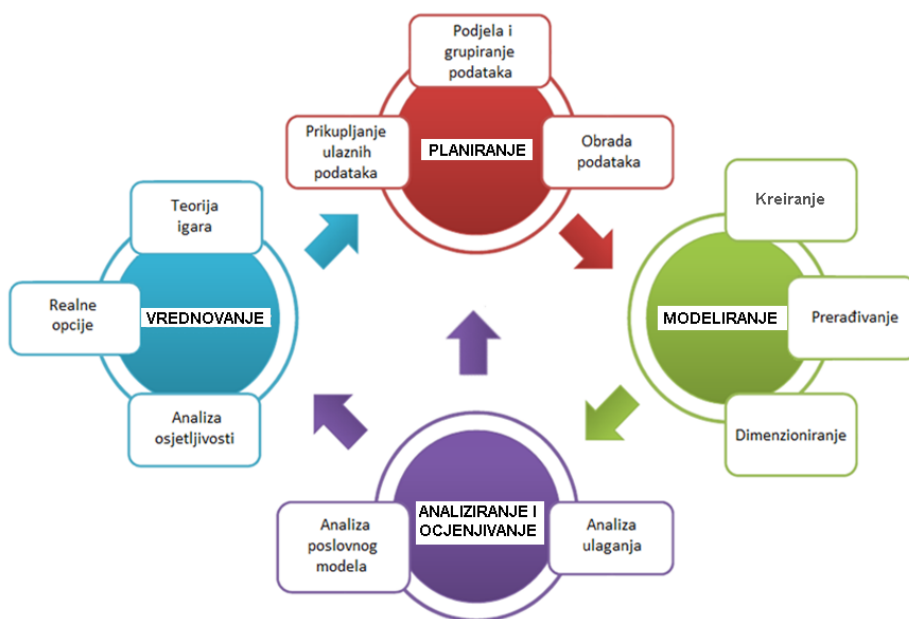 Podjela i
grupiranje
podataka
Prikupljanje
ulaznih
podataka
PLANIRANJE
Obrada
podataka
Kreiranje
MODELIRANJE
Prerađivanje
Dimenzioniranje
Teorija
igara
Realne
opcije
VREDNOVANJE
Analiza
osjetljivosti
Analiza
poslovnog
modela
ANALIZIRANJE I
OCJENJIVANJE
Analiza
ulaganja